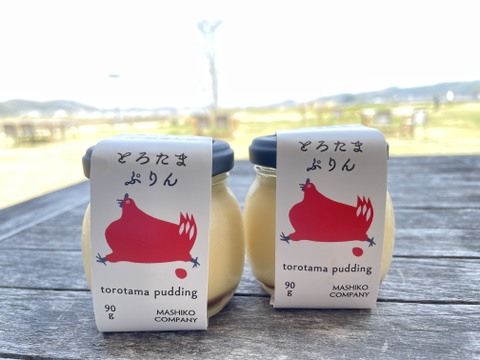 とろたま
ぷりん
torotama pudding
90
g
MASHIKO
COMPANY
とろたま
ぷりん
torotama pudding
90
g
MASHIKO
COMPANY